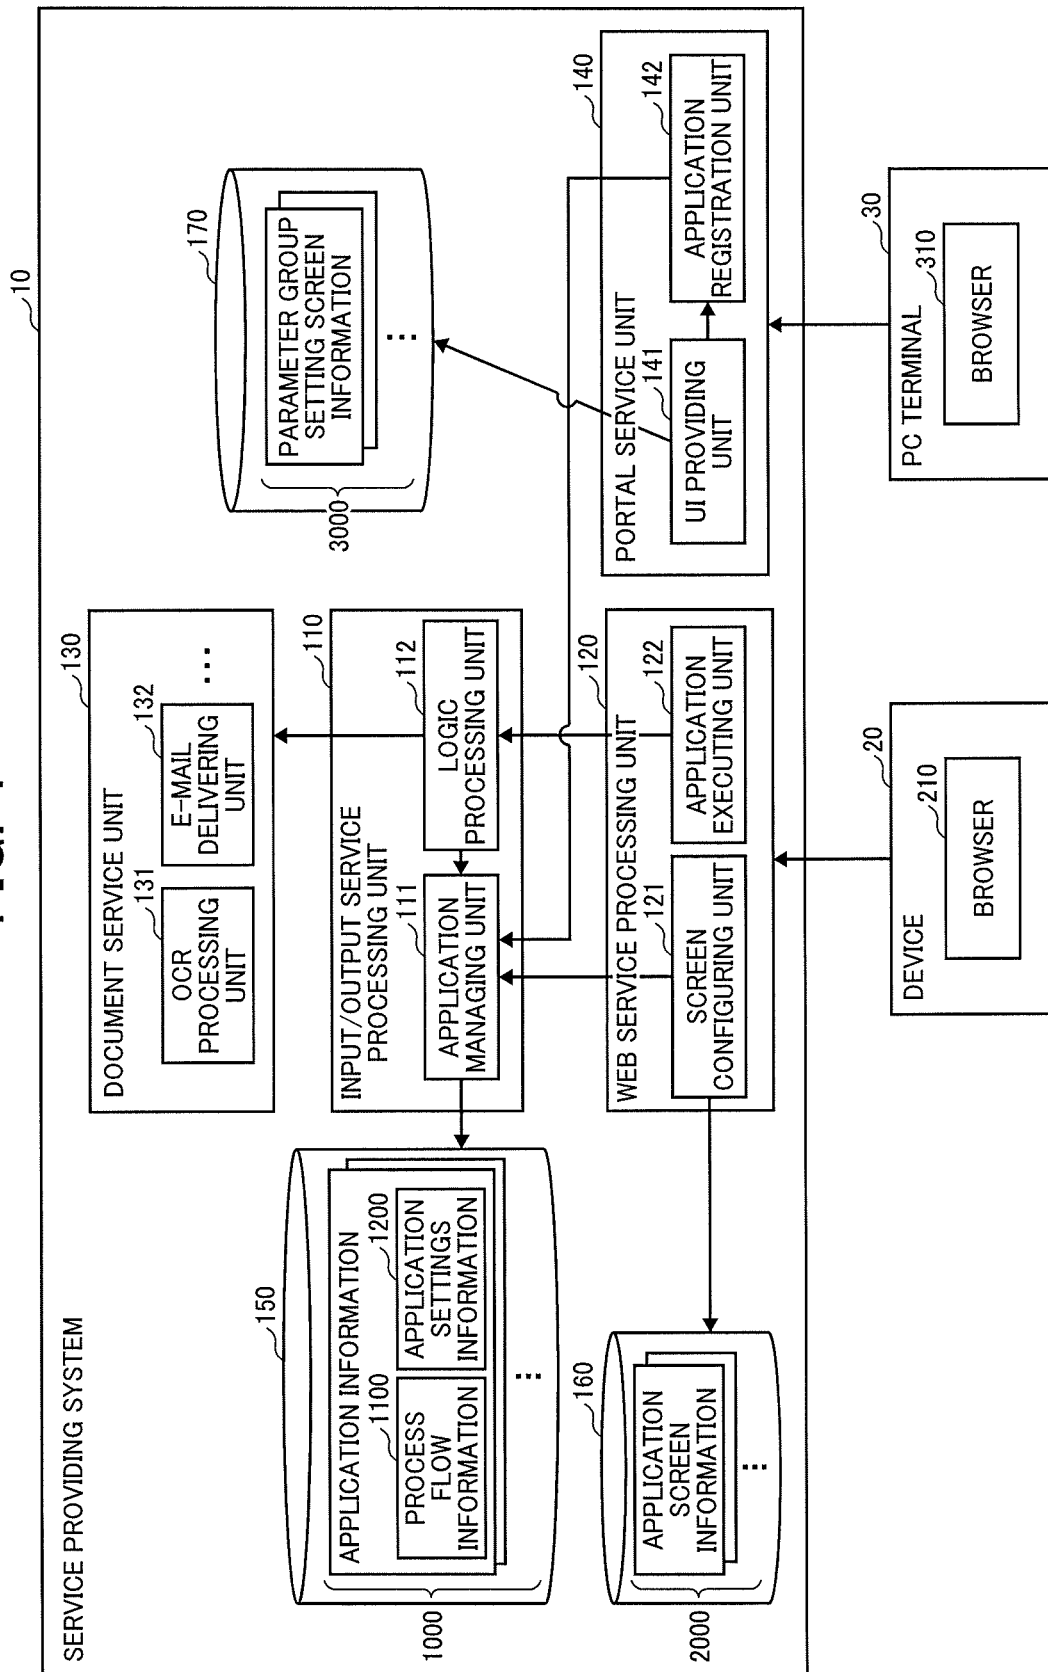 10
SERVICE PROVIDING SYSTEM
DOCUMENT SERVICE UNIT
130
OCR
PROCESSING
UNIT
131
E-MAIL
DELIVERING
UNIT
132
...
170
PARAMETER GROUP
SETTING SCREEN
INFORMATION
...
3000
150
APPLICATION INFORMATION
1100
PROCESS
FLOW
INFORMATION
1200
APPLICATION
SETTINGS
INFORMATION
...
1000
INPUT/OUTPUT SERVICE
PROCESSING UNIT
110
111
APPLICATION
MANAGING UNIT
112
LOGIC
PROCESSING UNIT
160
APPLICATION
SCREEN
INFORMATION
...
2000
WEB SERVICE PROCESSING UNIT
120
121
SCREEN
CONFIGURING UNIT
122
APPLICATION
EXECUTING UNIT
PORTAL SERVICE UNIT
140
141
UI PROVIDING
UNIT
142
APPLICATION
REGISTRATION UNIT
DEVICE
20
210
BROWSER
PC TERMINAL
30
310
BROWSER